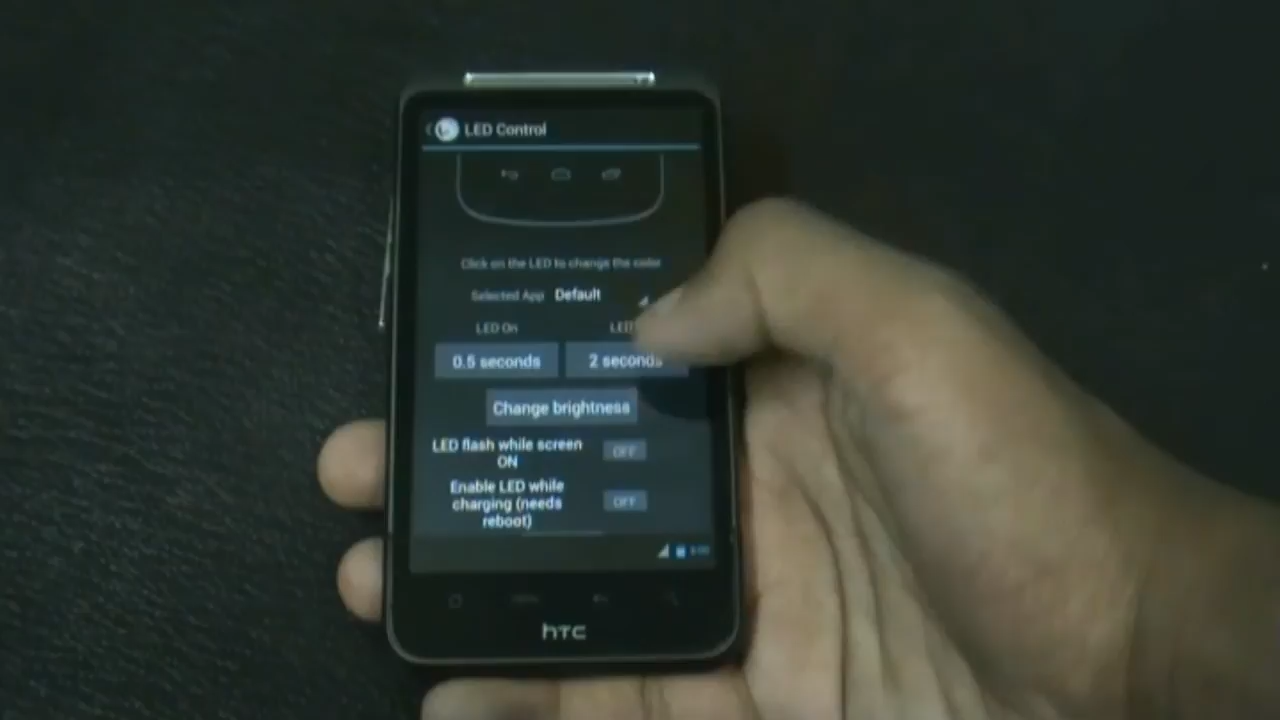 LED Control
Click on the LED to change the color
Selected App Default
LED On LED
0.5 seconds 2 seconds
Change brightness
LED flash while screen
ON
OFF
Enable LED while
charging (needs
reboot)
OFF
hTC